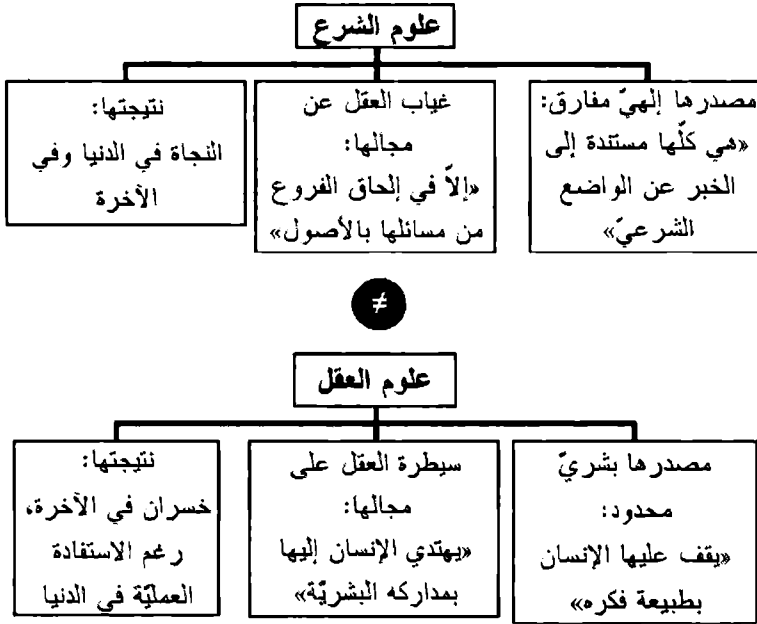 علوم الشرع
مصدرها إلهيّ مفارق:
«هي كلّها مستندة إلى
الخبر عن الواضع
الشرعيّ»
غياب العقل عن
مجالها:
«إلاّ في إلحاق الفروع
من مسائلها بالأصول»
نتيجتها:
النجاة في الدنيا وفي
الآخرة
≠
علوم العقل
مصدرها بشريّ
محدود:
«يقف عليها الإنسان
بطبيعة فكره»
سيطرة العقل على
مجالها:
«يهتدي الإنسان إليها
بمداركه البشريّة»
نتيجتها:
خسران في الآخرة،
رغم الاستفادة
العمليّة في الدنيا